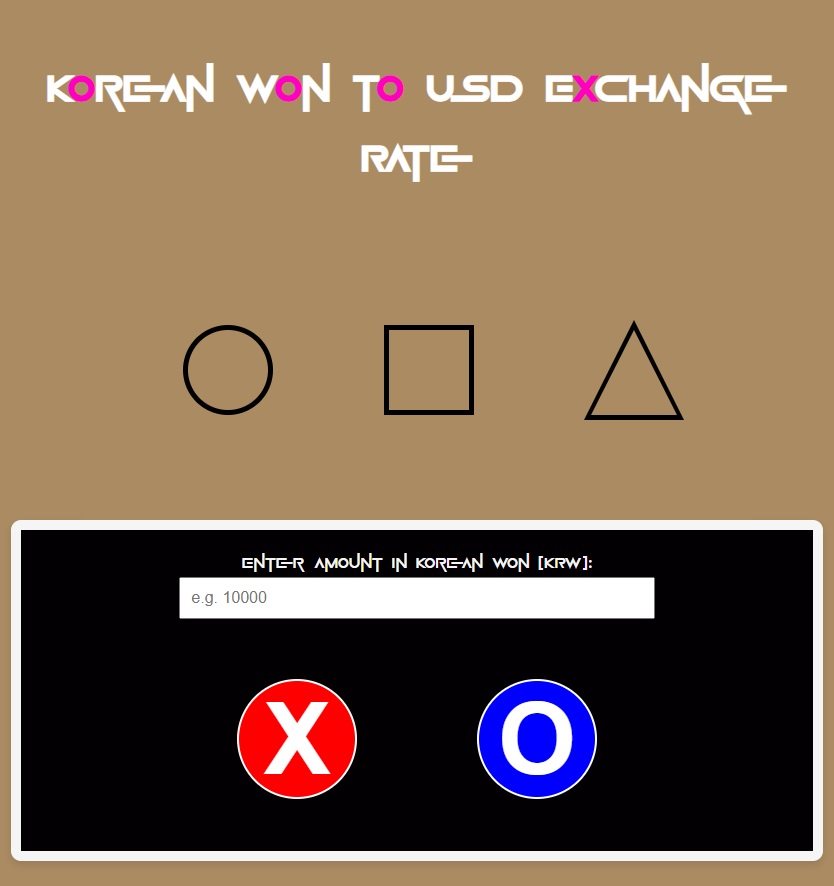 KOREAN WON TO USD EXCHANGE
RATE
ENTER AMOUNT IN KOREAN WON [KRW]:
e.g. 10000
X O